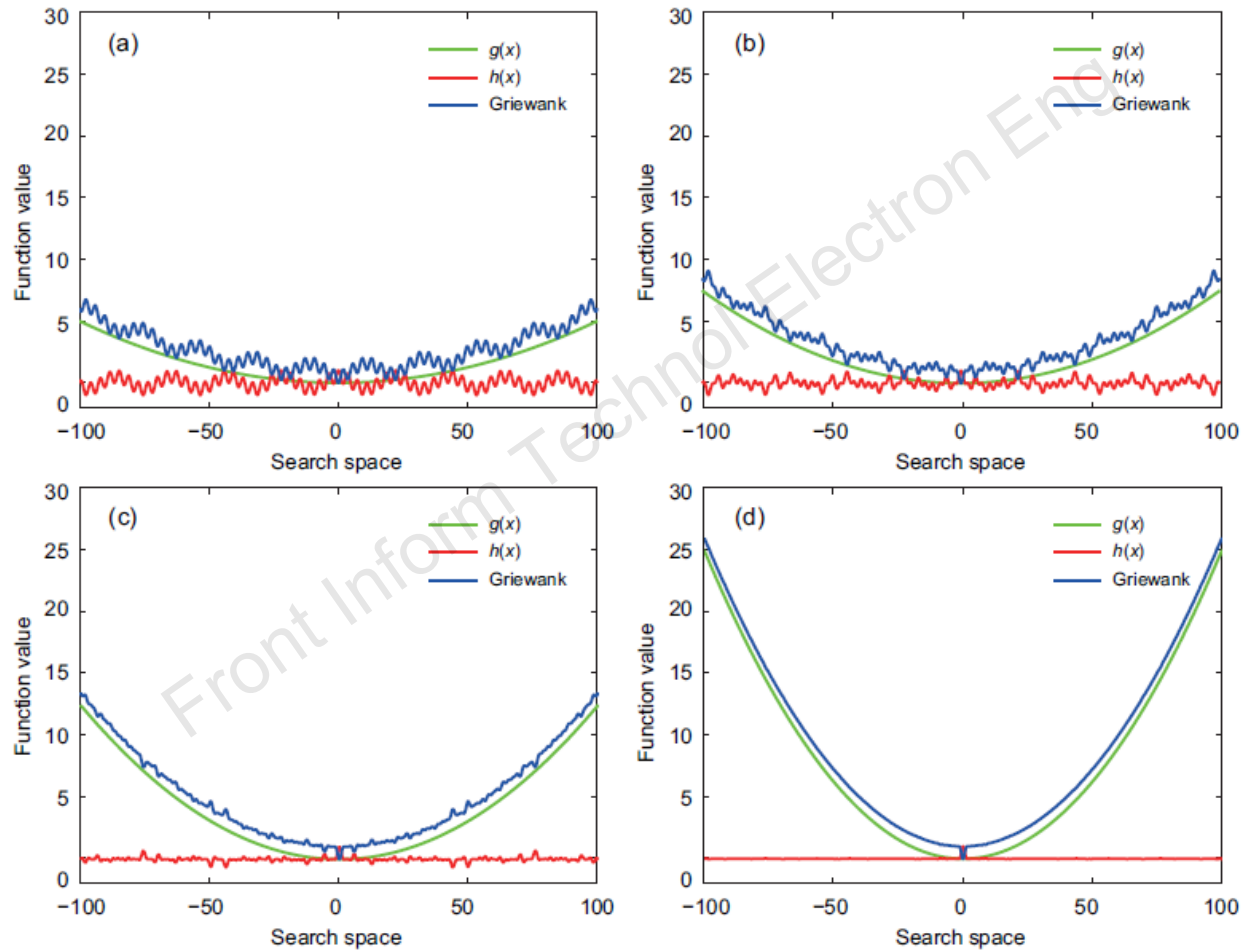 (a)
g(x)
h(x)
Griewank
30
25
20
15
10
5
0
Function value
−100
−50
0
50
100
Search space
(b)
g(x)
h(x)
Griewank
30
25
20
15
10
5
0
Function value
−100
−50
0
50
100
Search space
(c)
g(x)
h(x)
Griewank
30
25
20
15
10
5
0
Function value
−100
−50
0
50
100
Search space
(d)
g(x)
h(x)
Griewank
30
25
20
15
10
5
0
Function value
−100
−50
0
50
100
Search space
Front Inform Technol Electron Eng